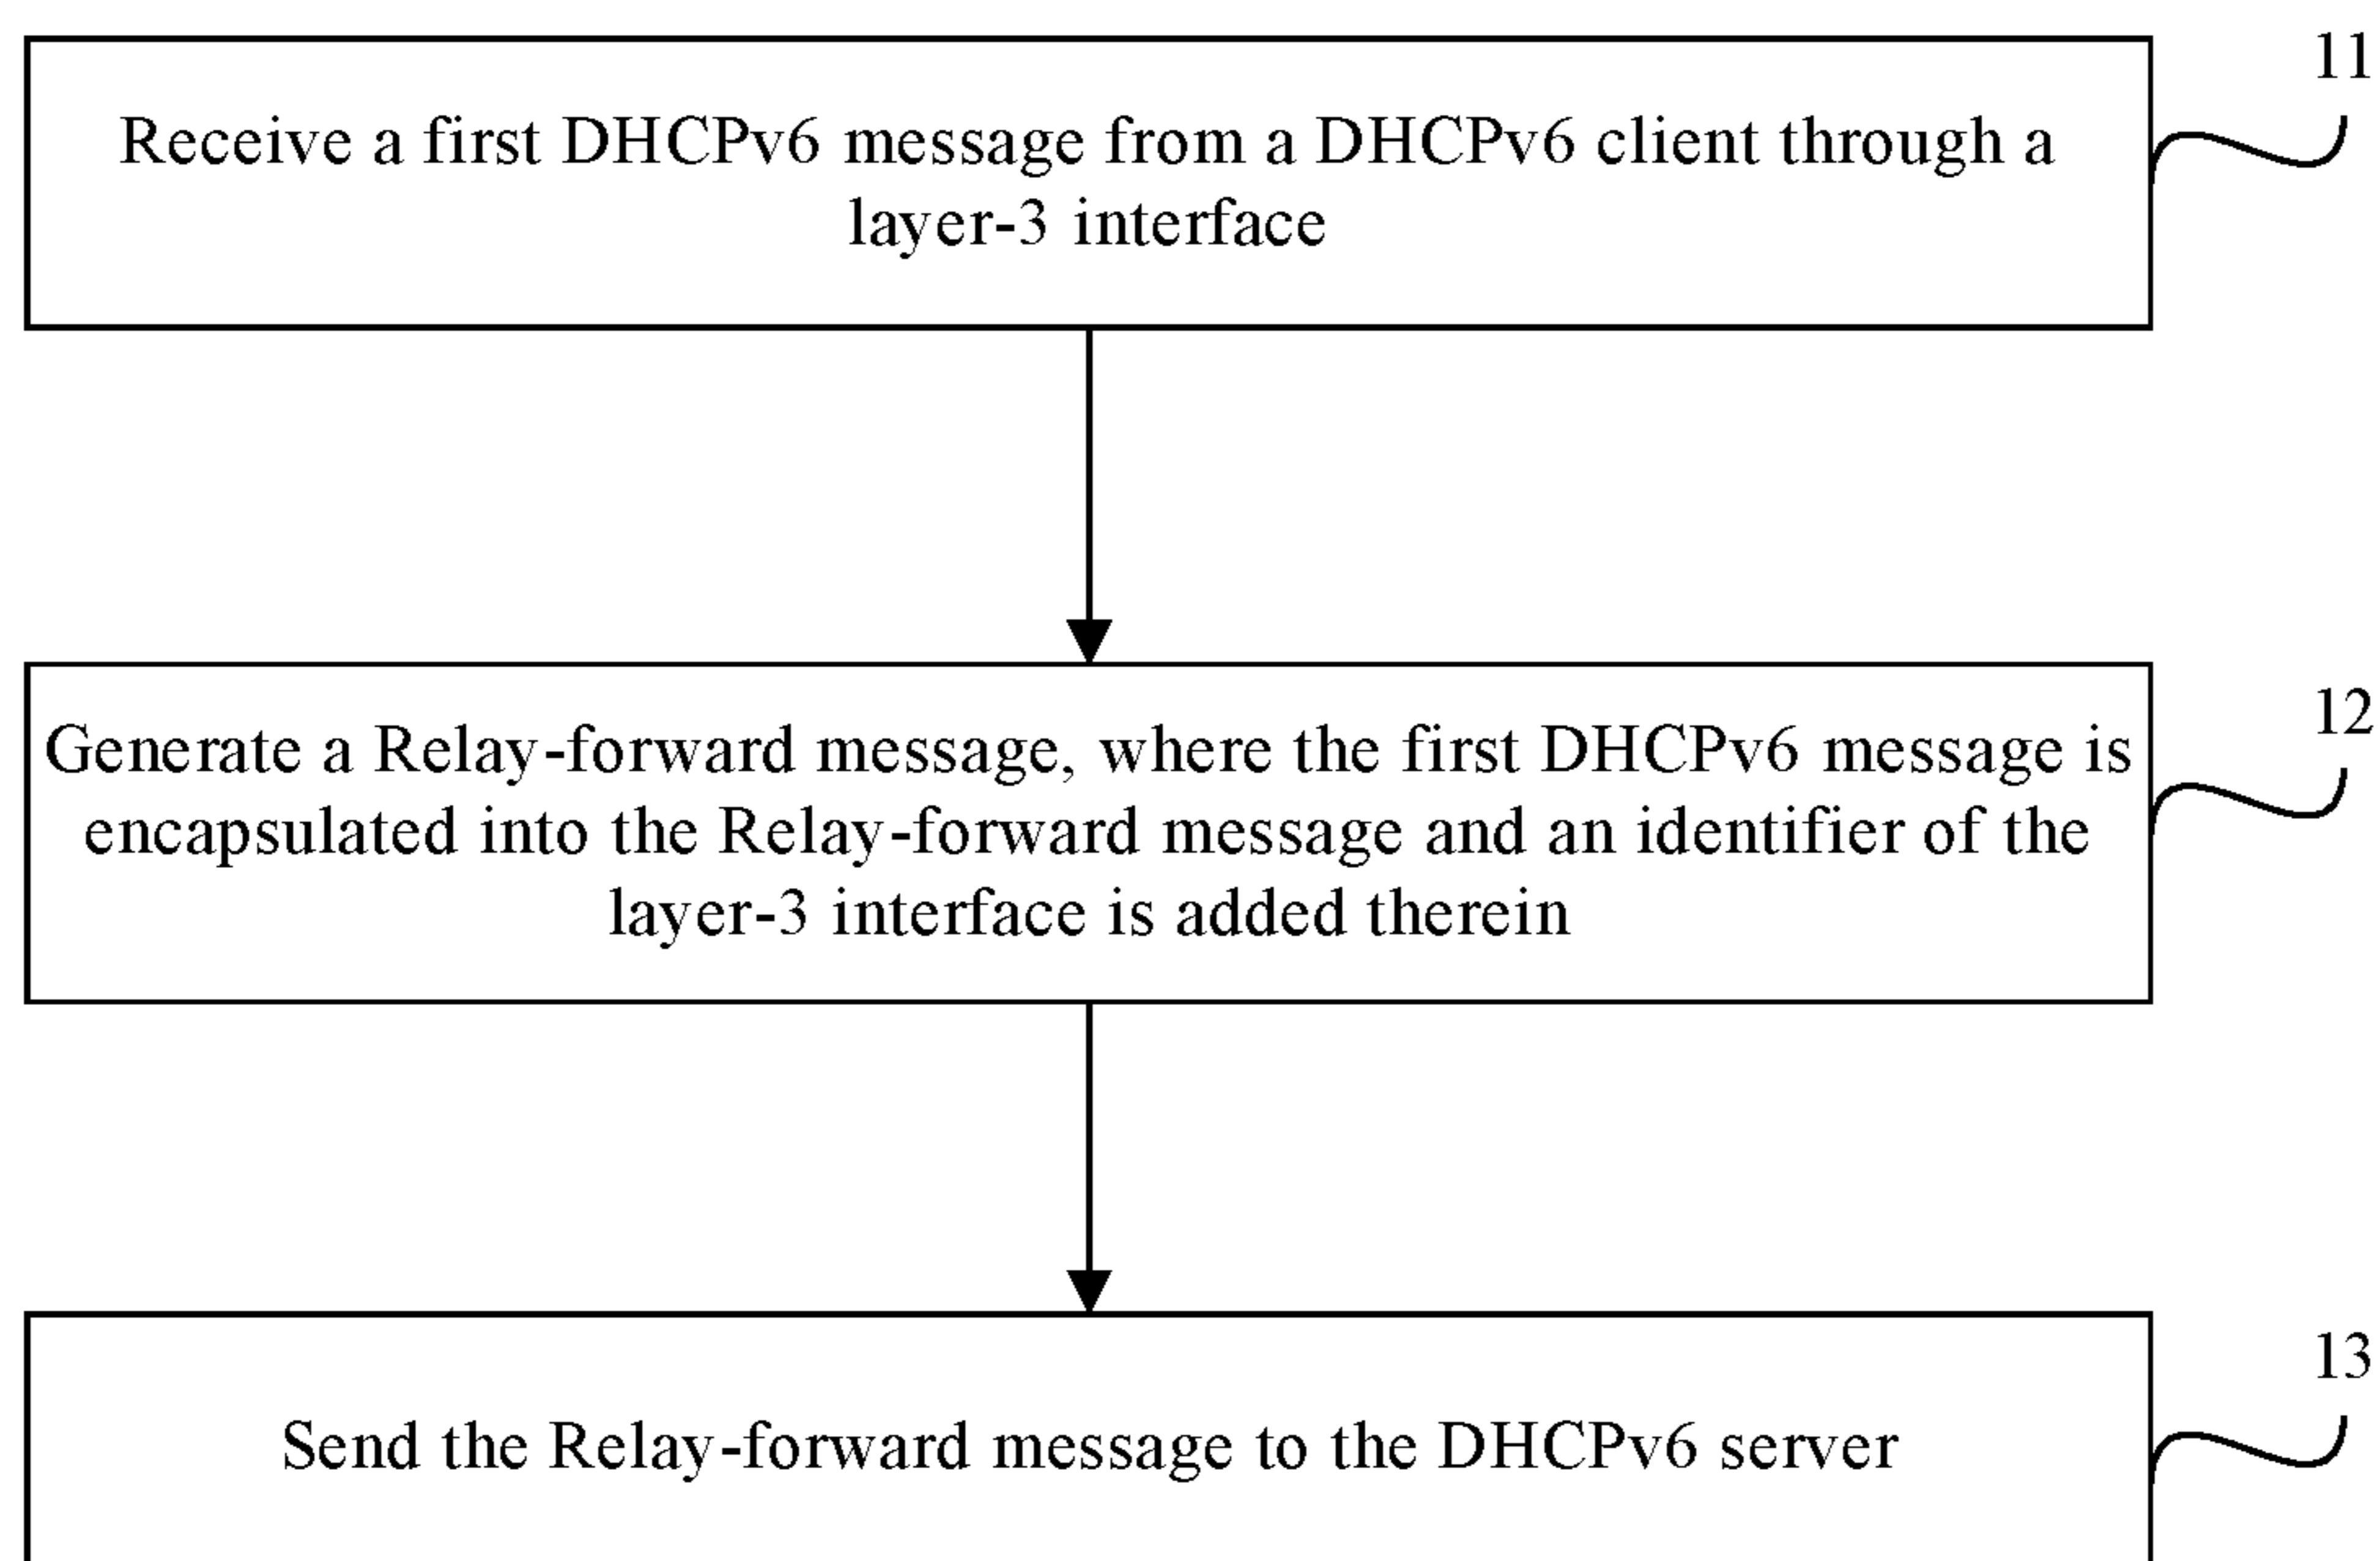 11
Receive a first DHCPv6 message from a DHCPv6 client through a
layer-3 interface
12
Generate a Relay-forward message, where the first DHCPv6 message is
encapsulated into the Relay-forward message and an identifier of the
layer-3 interface is added therein
13
Send the Relay-forward message to the DHCPv6 server